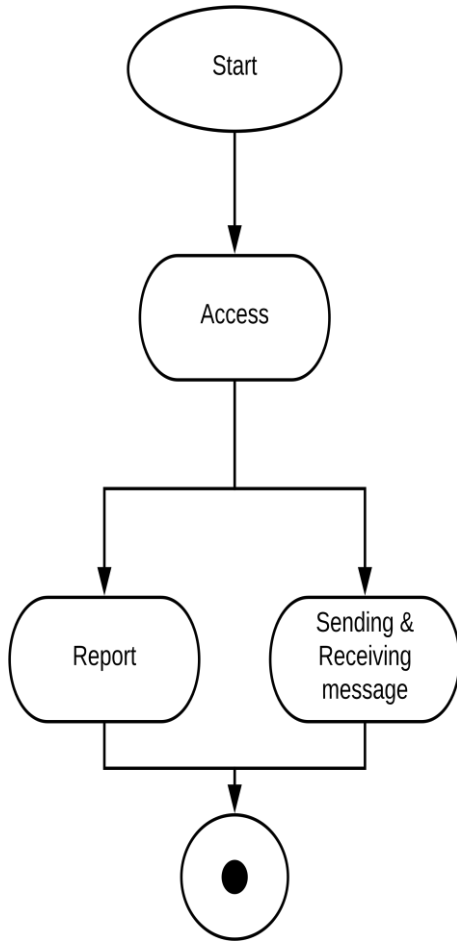 Start
Access
Report
Sending &
Receiving
message